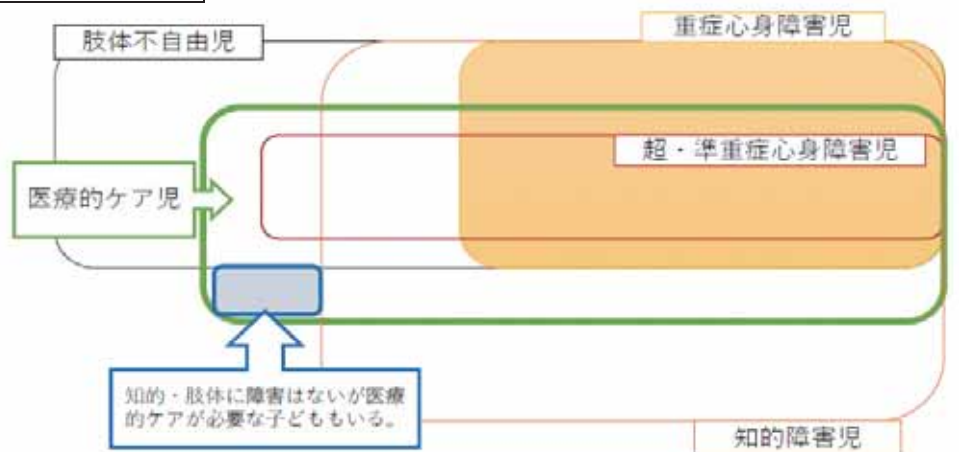 肢体不自由児
重症心身障害児
超・準重症心身障害児
医療的ケア児
知的・肢体に障害はないが医療
的ケアが必要な子どももいる。
知的障害児